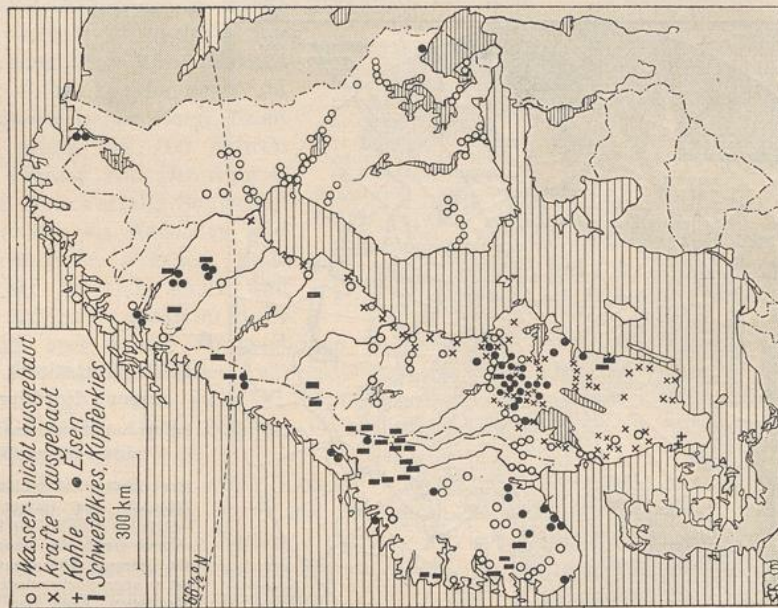 ○ } Wasser- } nicht ausgebaut
× } kräfte } ausgebaut
+ Kohle ● Eisen
▌ Schwefelkies, Kupferkies
300 km
66½° N